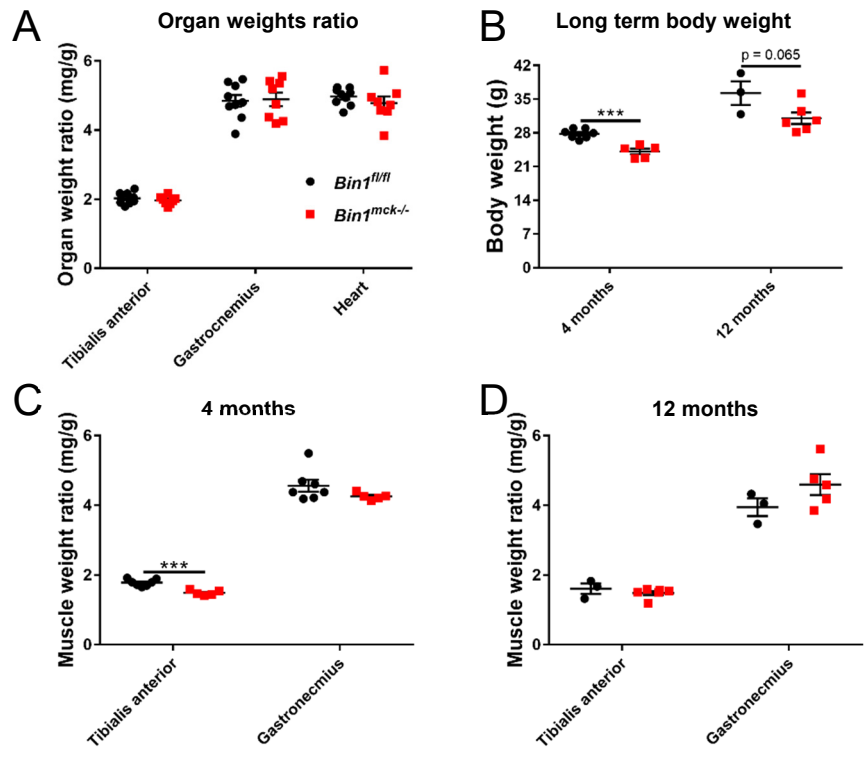 A
Organ weights ratio
Organ weight ratio (mg/g)
6
4
2
0
Bin1fl/fl
Bin1mck-/-
Tibialis anterior
Gastrocnemius
Heart
B
Long term body weight
Body weight (g)
42
35
28
21
14
7
0
***
p = 0.065
4 months
12 months
C
4 months
Muscle weight ratio (mg/g)
6
4
2
0
***
Tibialis anterior
Gastronecmius
D
12 months
Muscle weight ratio (mg/g)
6
4
2
0
Tibialis anterior
Gastronecmius